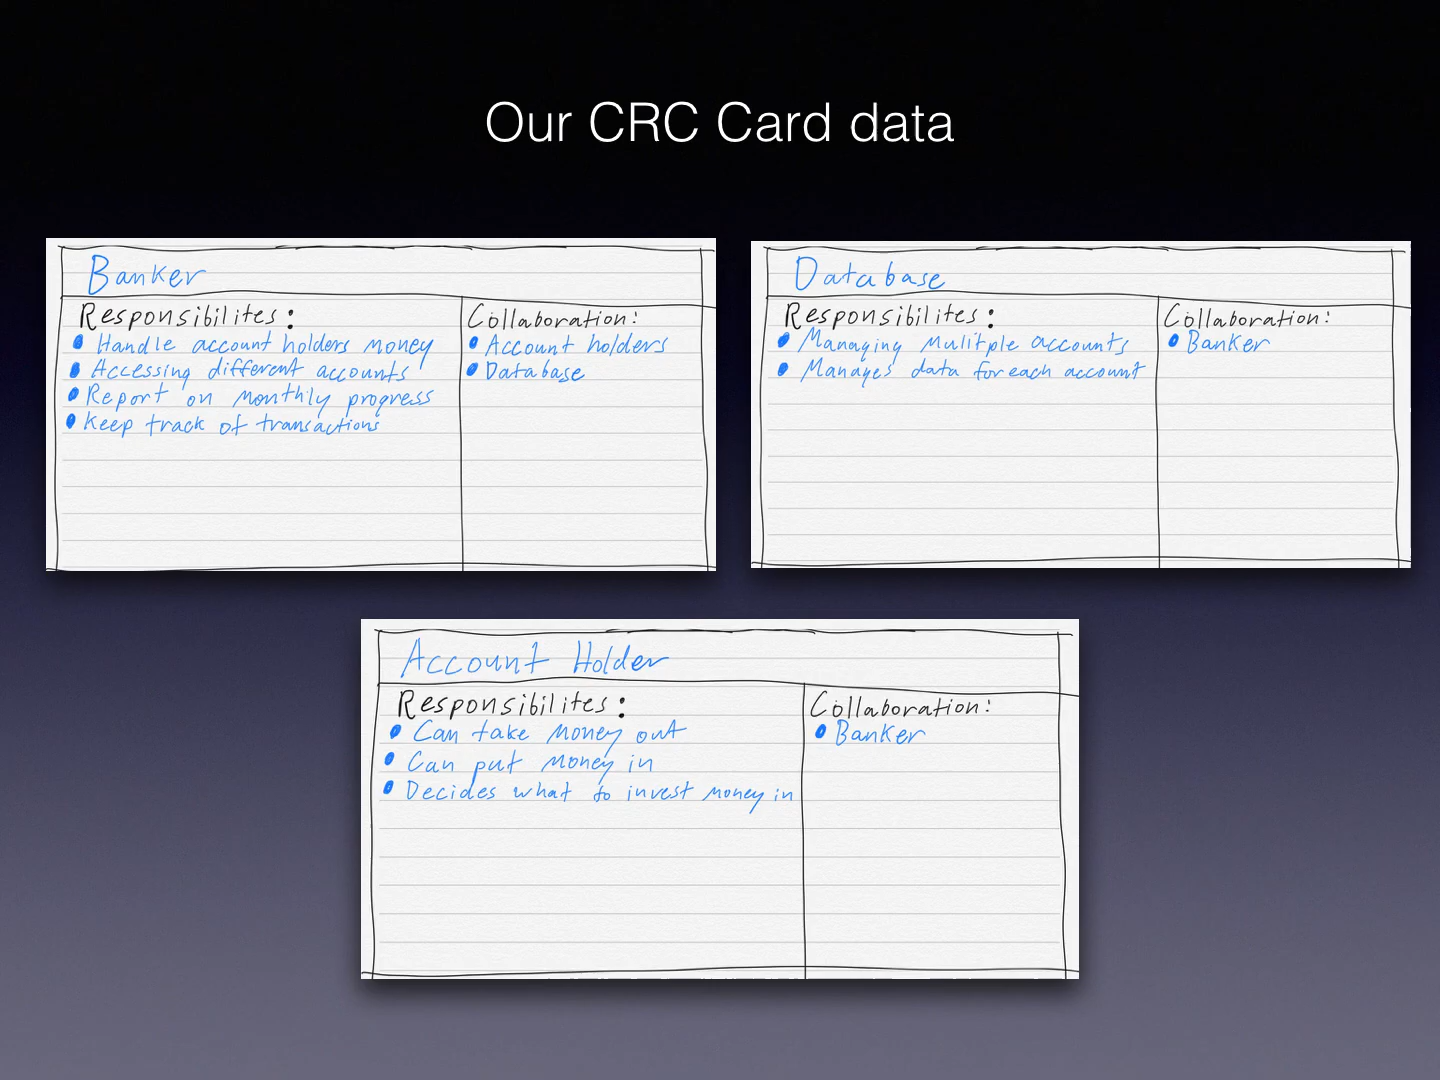 Our CRC Card data
Banker
Responsibilites:
• Handle account holders money
• Accessing different accounts
• Report on monthly progress
• Keep track of transactions
Collaboration:
• Account holders
• Database
Database
Responsibilites:
• Managing Mulitple accounts
• Manages data for each account
Collaboration:
• Banker
Account Holder
Responsibilites:
• Can take money out
• Can put money in
• Decides what to invest money in
Collaboration:
• Banker